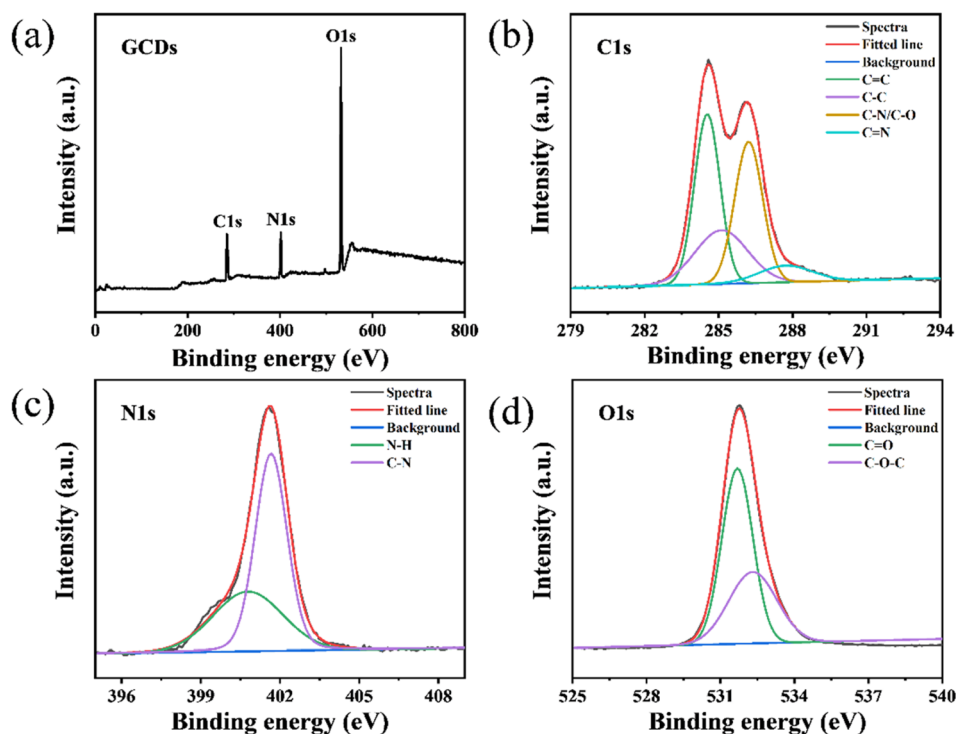 (a)
GCDs
O1s
C1s
N1s
Intensity (a.u.)
0 200 400 600 800
Binding energy (eV)
(b)
C1s
Spectra
Fitted line
Background
C=C
C-C
C-N/C-O
C=N
Intensity (a.u.)
279 282 285 288 291 294
Binding energy (eV)
(c)
N1s
Spectra
Fitted line
Background
N-H
C-N
Intensity (a.u.)
396 399 402 405 408
Binding energy (eV)
(d)
O1s
Spectra
Fitted line
Background
C=O
C-O-C
Intensity (a.u.)
525 528 531 534 537 540
Binding energy (eV)